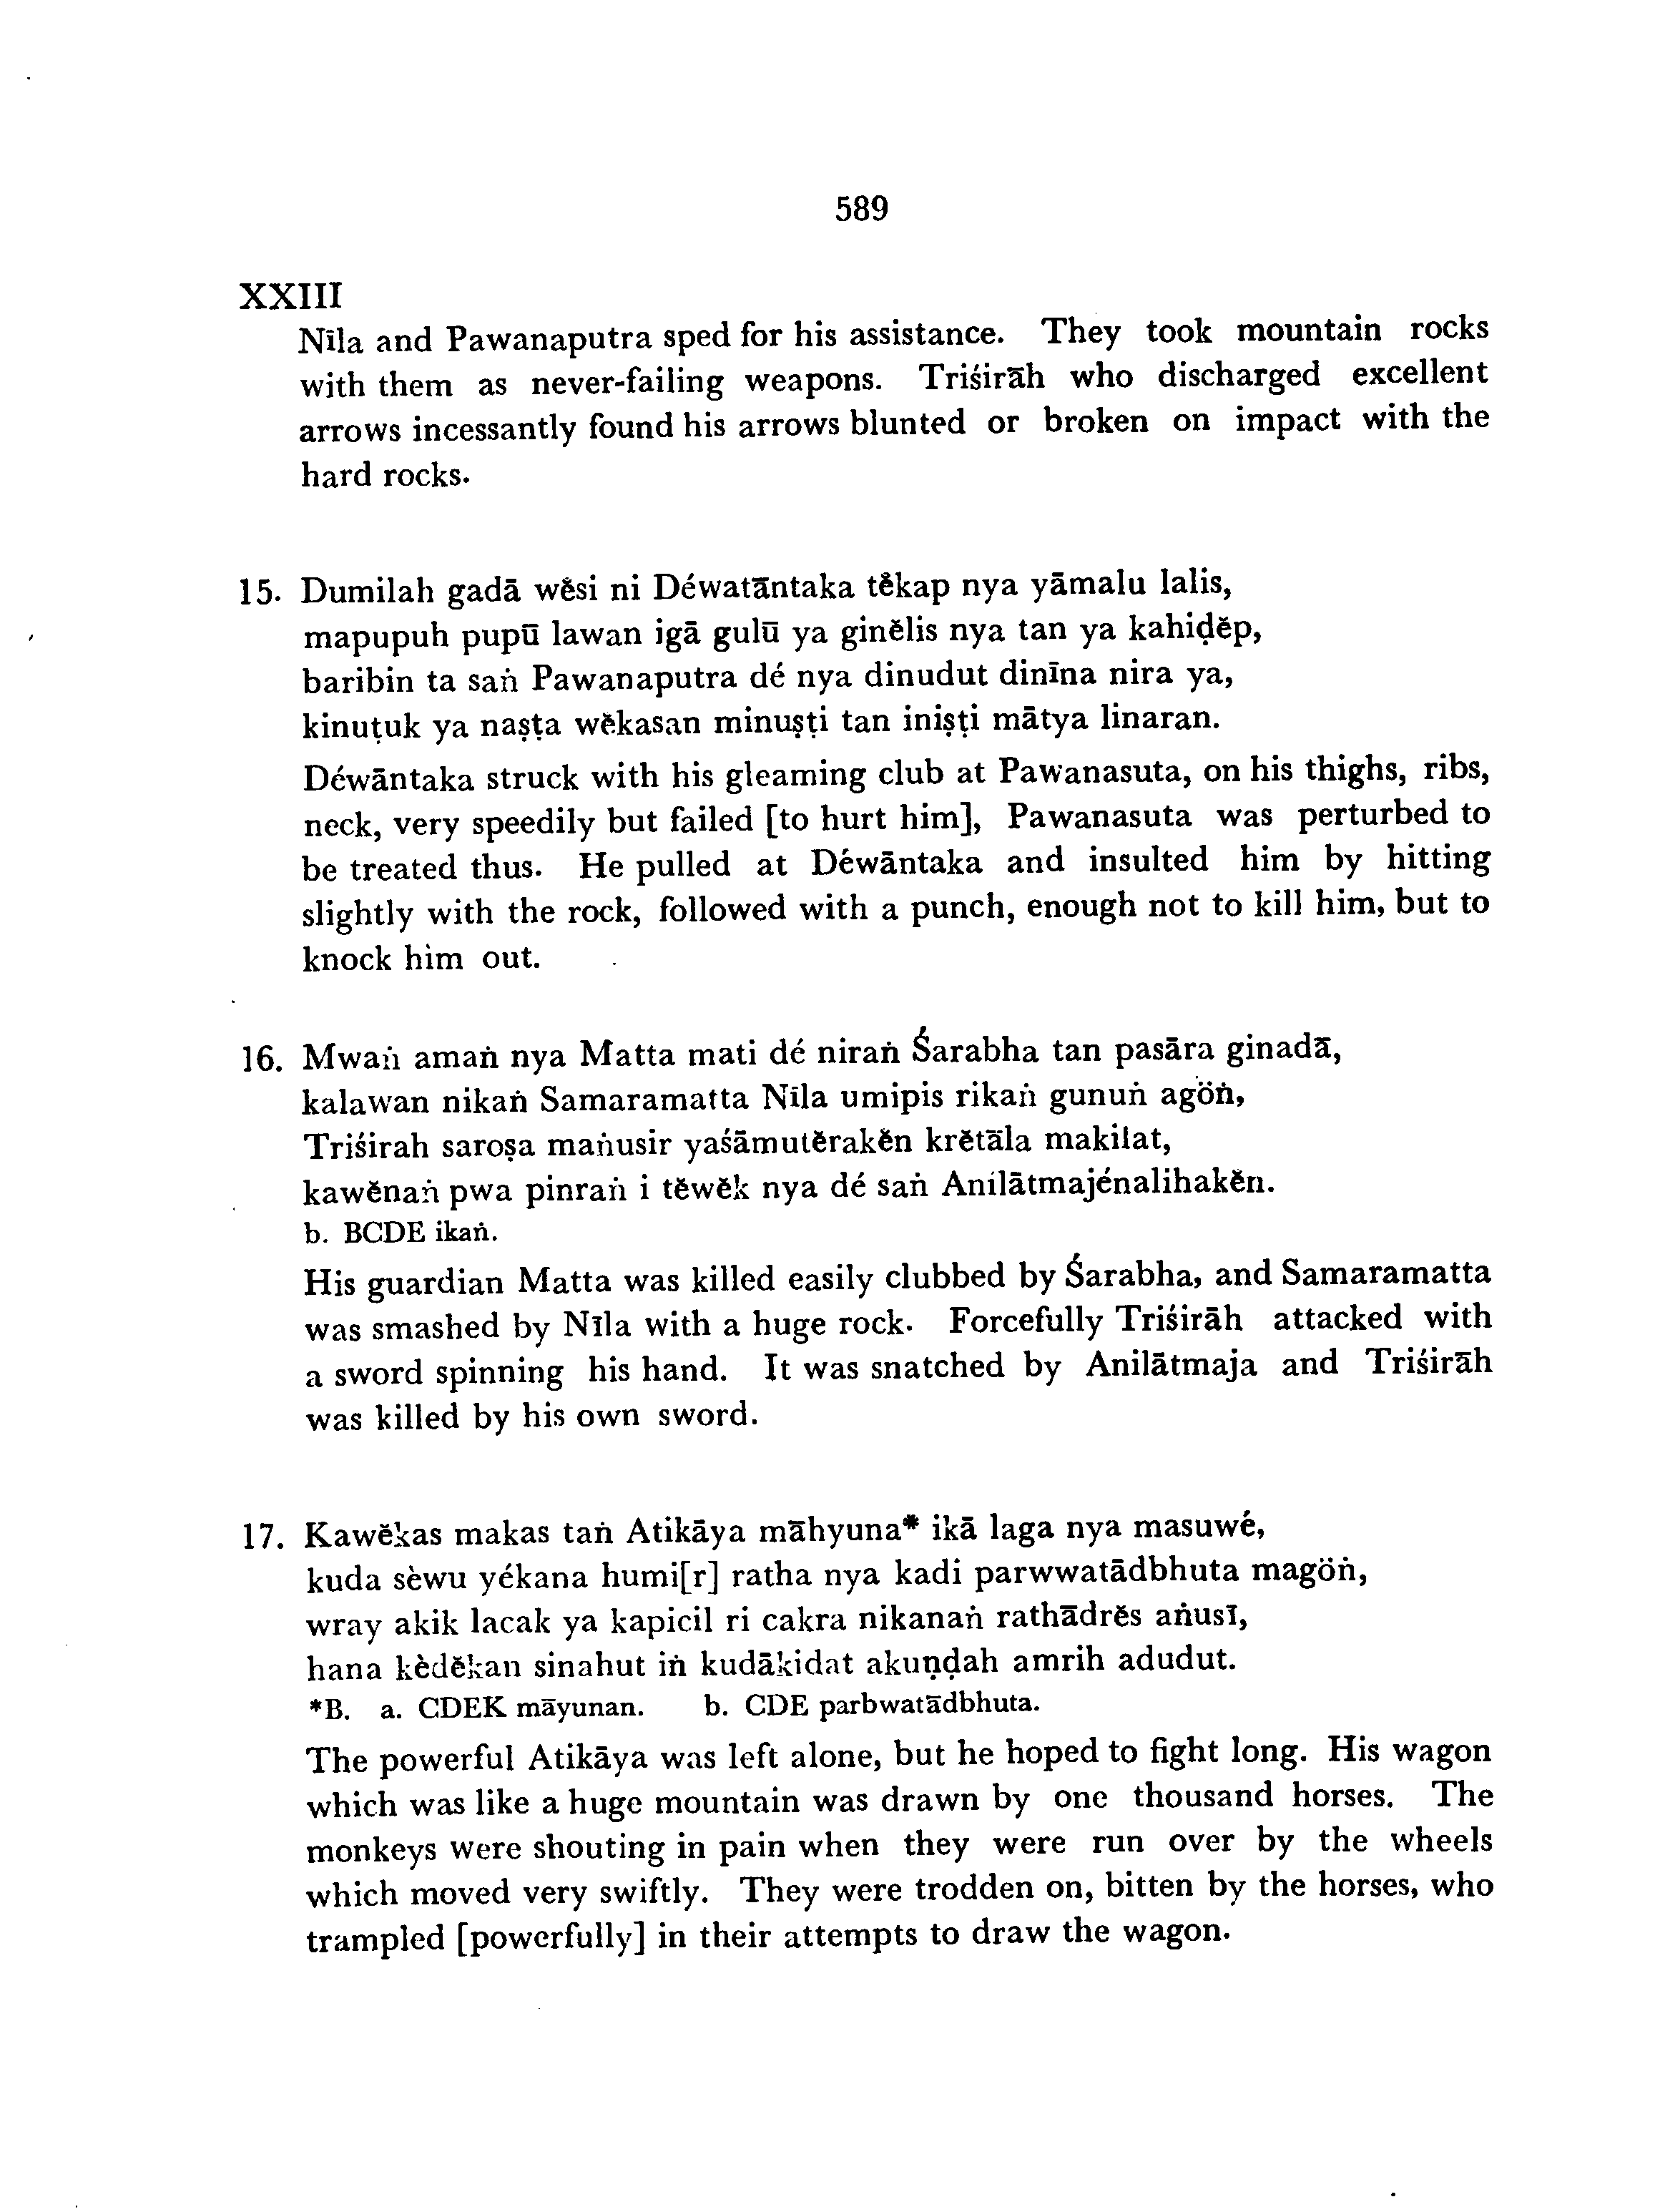 589
XXIII
Nīla and Pawanaputra sped for his assistance. They took mountain rocks
with them as never-failing weapons. Triśirāh who discharged excellent
arrows incessantly found his arrows blunted or broken on impact with the
hard rocks.
15. Dumilah gadā wĕsi ni Déwatāntaka tĕkap nya yāmalu lalis,
mapupuh pupū lawan igā gulū ya ginĕlis nya tan ya kahiḍĕp,
baribin ta saṅ Pawanaputra dé nya dinudut dinīna nira ya,
kinuṭuk ya naṣṭa wĕkasan minuṣṭi tan iniṣṭi mātya linaran.
Déwāntaka struck with his gleaming club at Pawanasuta, on his thighs, ribs,
neck, very speedily but failed [to hurt him], Pawanasuta was perturbed to
be treated thus. He pulled at Déwāntaka and insulted him by hitting
slightly with the rock, followed with a punch, enough not to kill him, but to
knock him out.
16. Mwaṅ amaṅ nya Matta mati dé niraṅ Śarabha tan pasāra ginadā,
kalawan nikaṅ Samaramatta Nīla umipis rikaṅ gunuṅ agöṅ,
Triśirah saroṣa maṅusir yaśāmutĕrakĕn krĕtāla makilat,
kawĕnaṅ pwa pinraṅ i tĕwĕk nya dé saṅ Anilātmajénalihakĕn.
b. BCDE ikaṅ.
His guardian Matta was killed easily clubbed by Śarabha, and Samaramatta
was smashed by Nīla with a huge rock. Forcefully Triśirāh attacked with
a sword spinning his hand. It was snatched by Anilātmaja and Triśirāh
was killed by his own sword.
17. Kawĕkas makas taṅ Atikāya māhyuna* ikā laga nya masuwé,
kuda sèwu yékana humi[r] ratha nya kadi parwwatādbhuta magöṅ,
wray akik lacak ya kapicil ri cakra nikanaṅ rathādrĕs aṅusī,
hana kèdĕkan sinahut iṅ kudākidat akuṇḍah amrih adudut.
*B. a. CDEK māyunan. b. CDE parbwatādbhuta.
The powerful Atikāya was left alone, but he hoped to fight long. His wagon
which was like a huge mountain was drawn by one thousand horses. The
monkeys were shouting in pain when they were run over by the wheels
which moved very swiftly. They were trodden on, bitten by the horses, who
trampled [powerfully] in their attempts to draw the wagon.